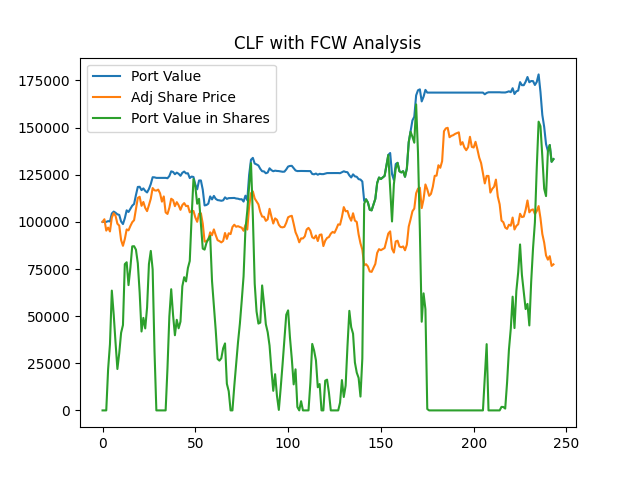 CLF with FCW Analysis
Port Value
Adj Share Price
Port Value in Shares
175000
150000
125000
100000
75000
50000
25000
0
0 50 100 150 200 250